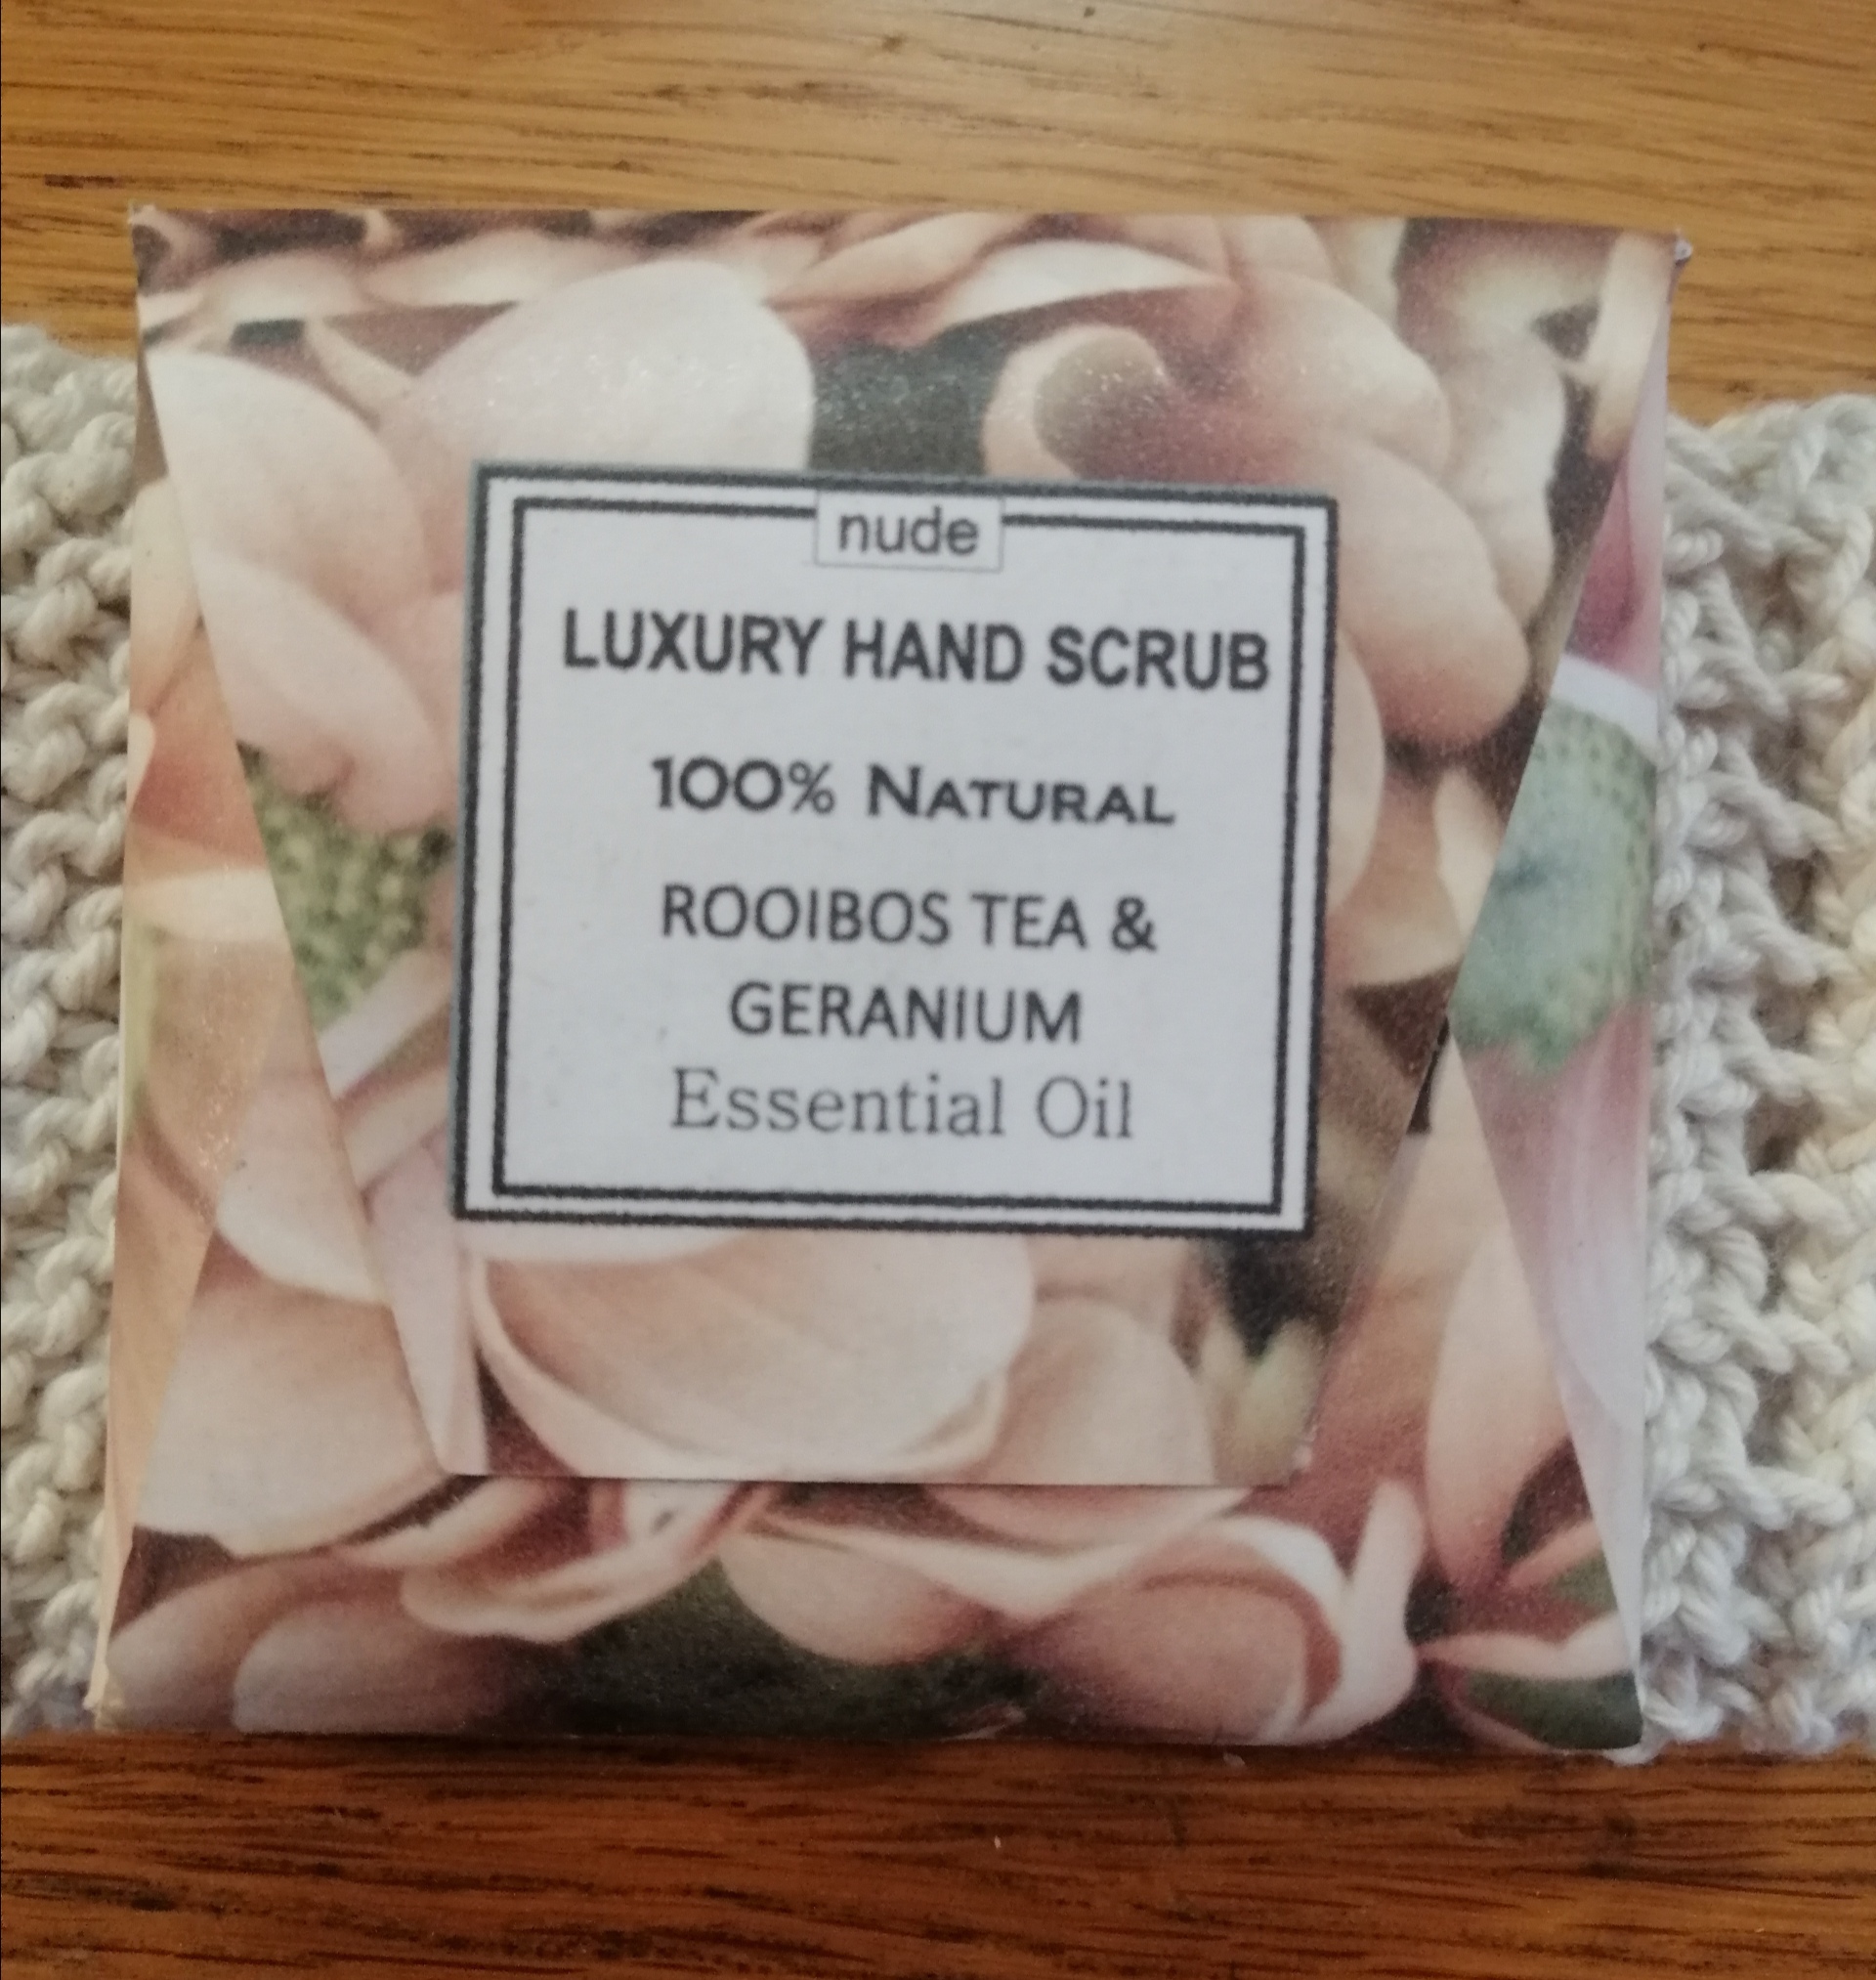 nude
LUXURY HAND SCRUB
100% NATURAL
ROOIBOS TEA &
GERANIUM
Essential Oil